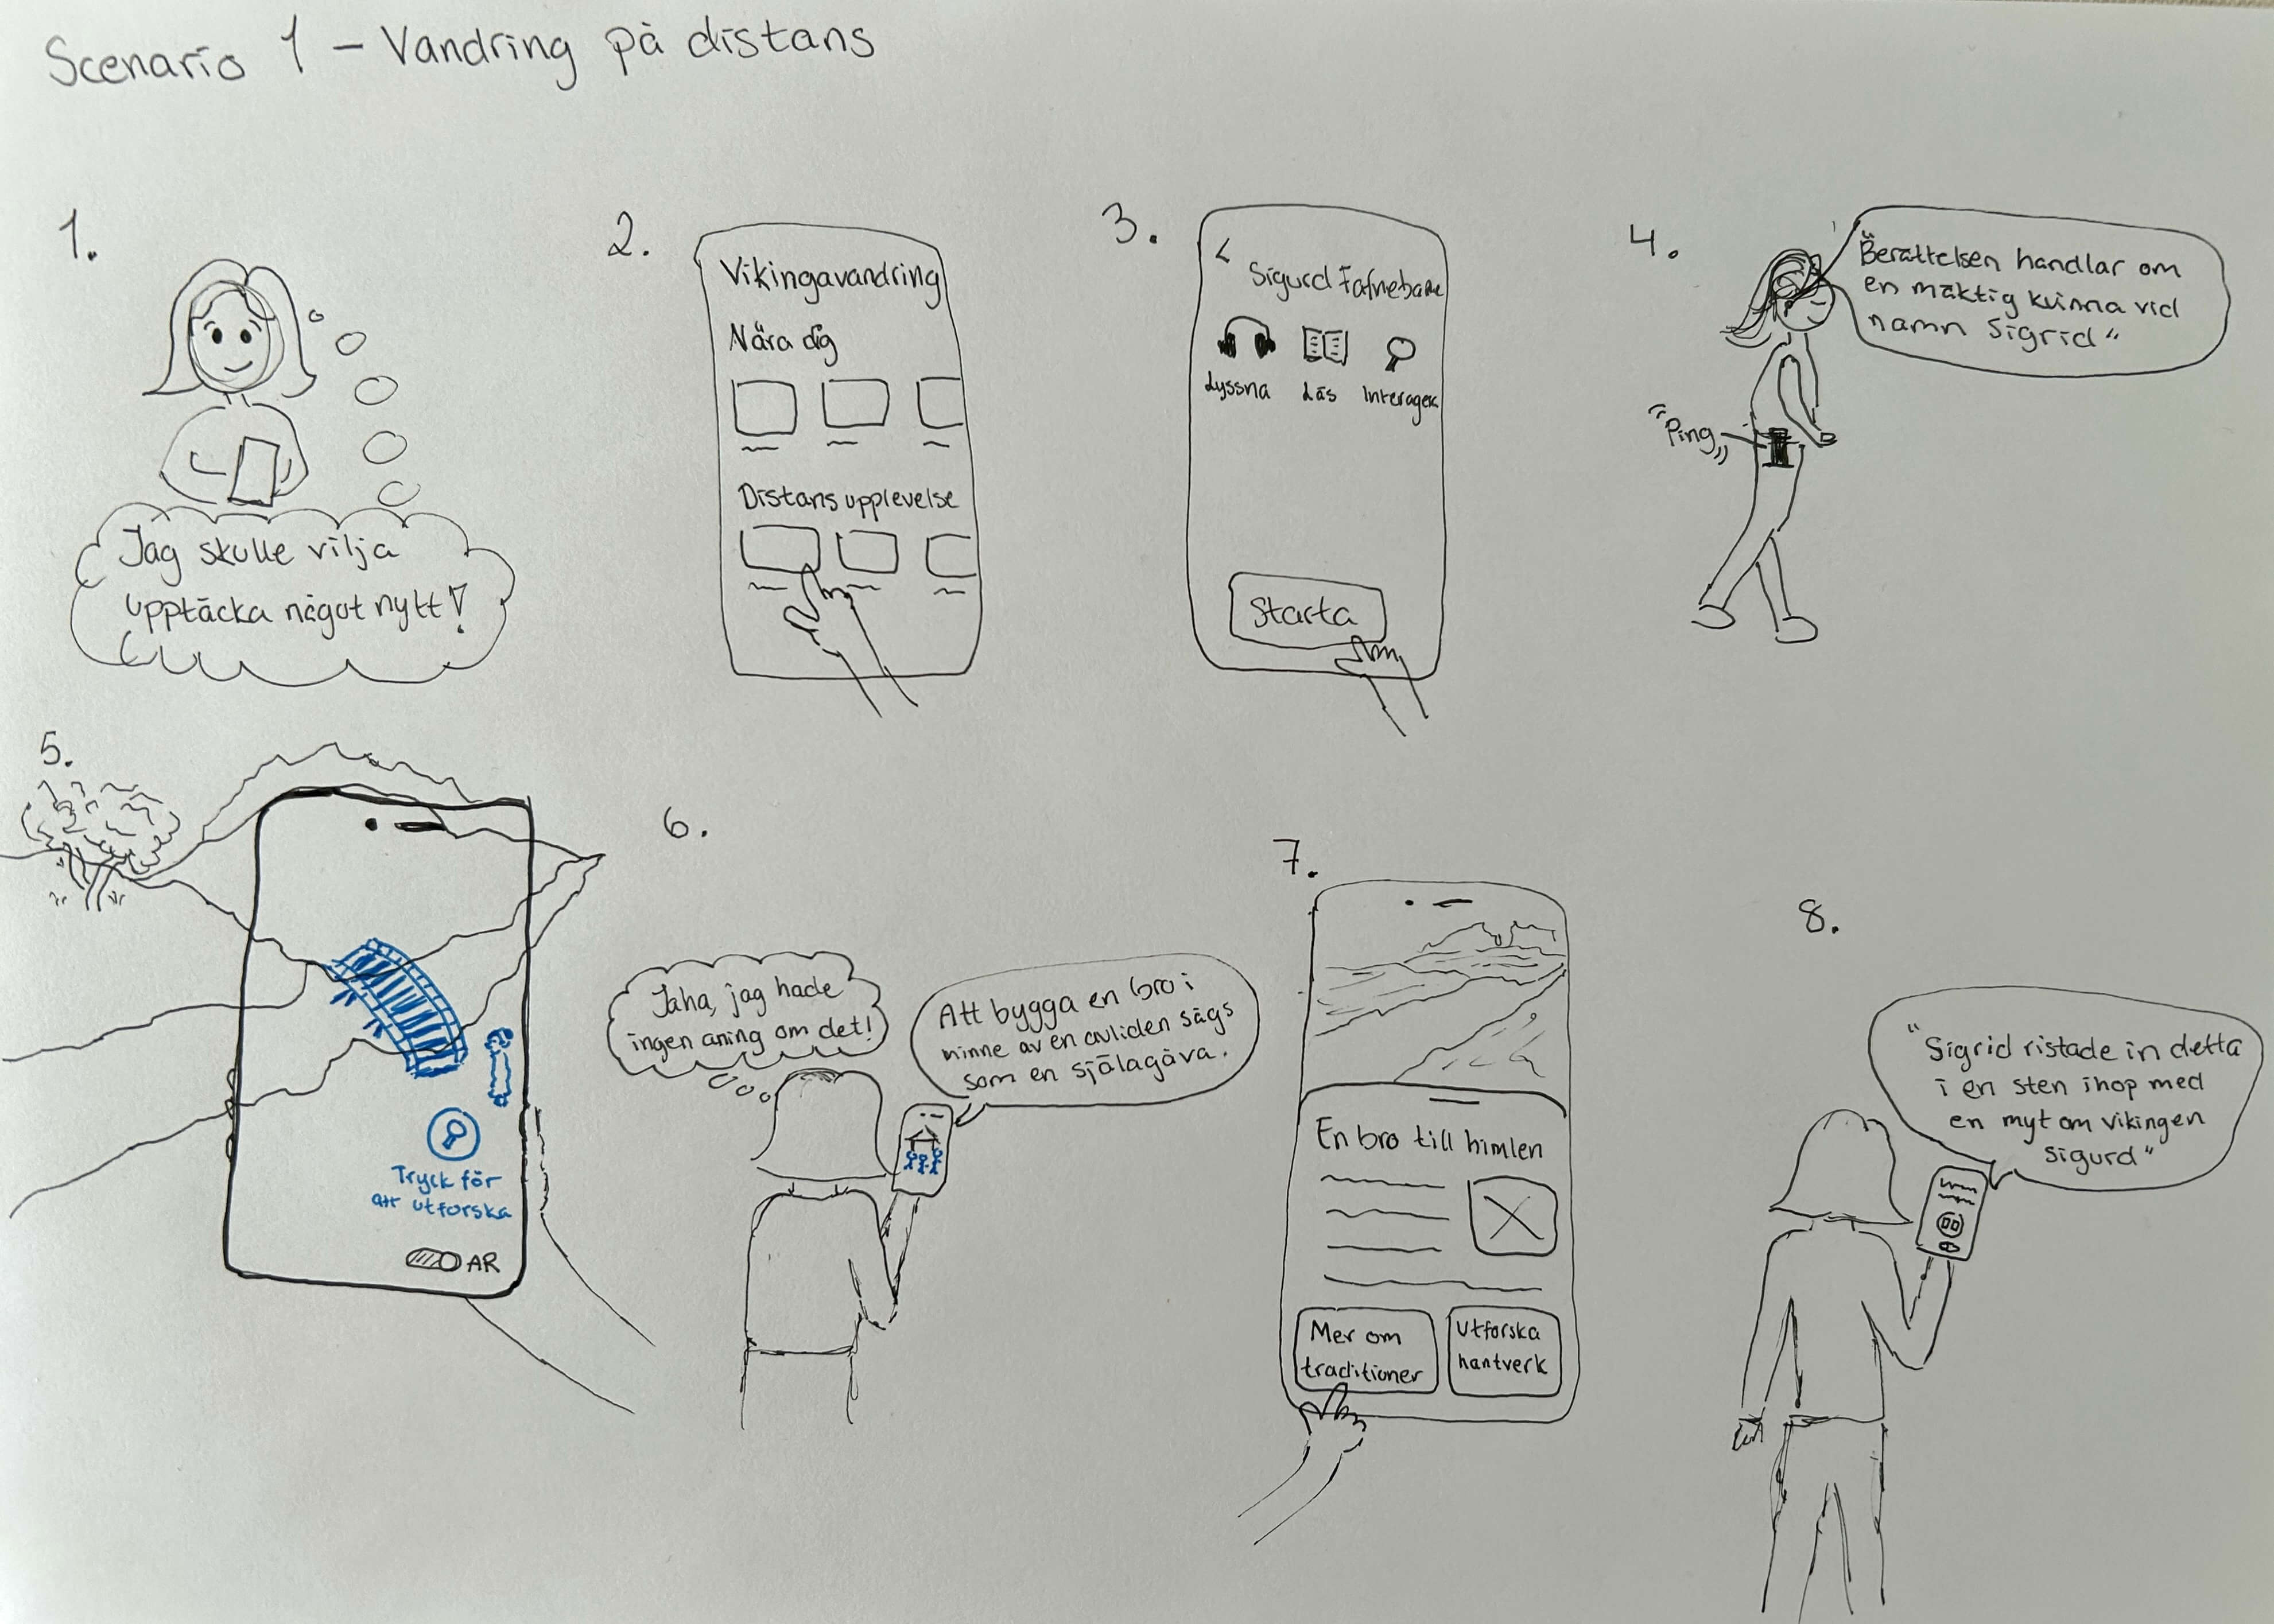 Scenario 1 – Vandring på distans
1.
Jag skulle vilja
upptäcka något nytt!
2.
Vikingavandring
Nära dig
Distans upplevelse
3.
<
Sigurd Fafnebane
Lyssna
Läs
Interagera
Starta
4.
"Berättelsen handlar om
en mäktig kvinna vid
namn Sigrid"
Ping
5.
Tryck för
att utforska
AR
6.
Jaha, jag hade
ingen aning om det!
Att bygga en bro i
minne av en avliden sägs
som en själagåva.
7.
En bro till himlen
Mer om
traditioner
Utforska
hantverk
8.
"Sigrid ristade in detta
i en sten ihop med
en myt om vikingen
Sigurd"